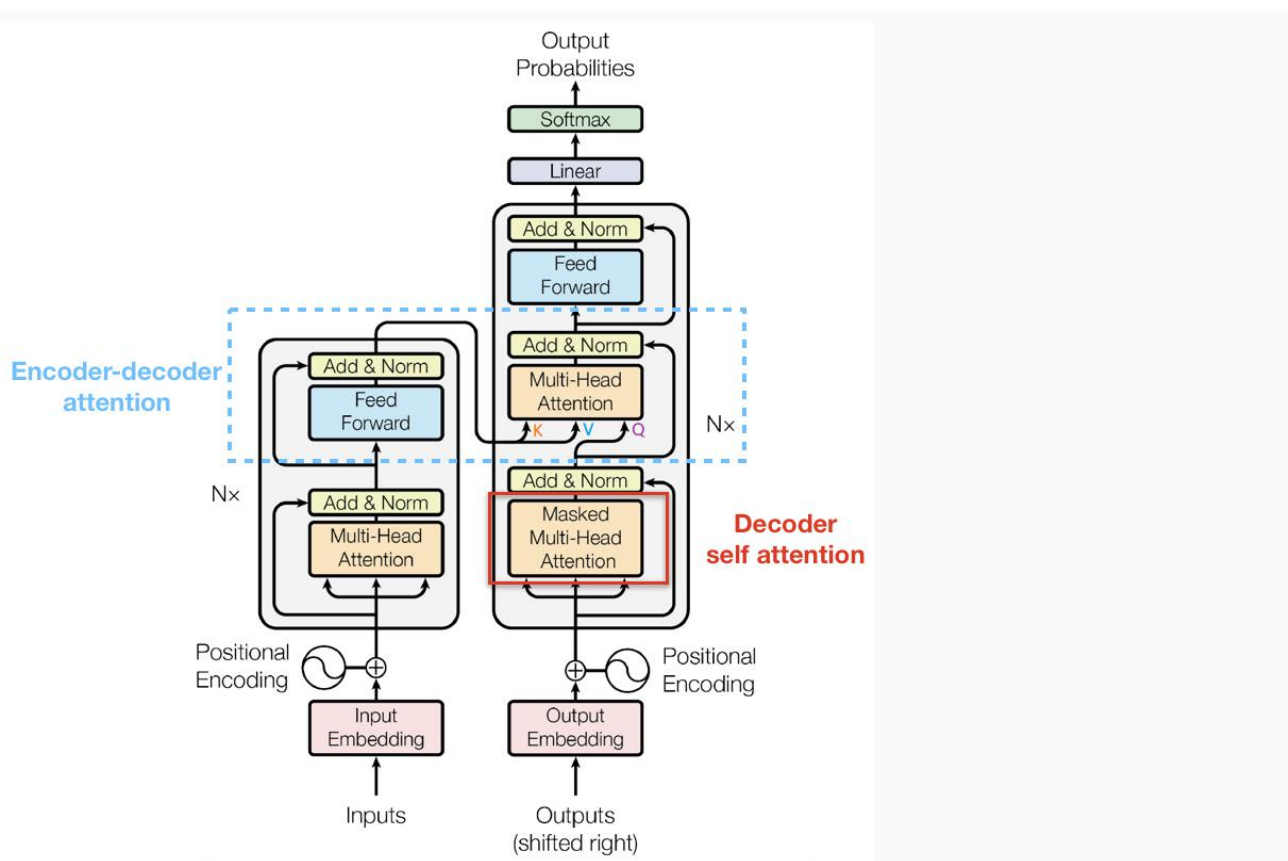 Output
Probabilities
Softmax
Linear
Add & Norm
Feed
Forward
Add & Norm
Multi-Head
Attention
K V Q
Nx
Add & Norm
Masked
Multi-Head
Attention
Decoder
self attention
Encoder-decoder
attention
Add & Norm
Feed
Forward
Nx
Add & Norm
Multi-Head
Attention
Positional
Encoding
Input
Embedding
Inputs
Positional
Encoding
Output
Embedding
Outputs
(shifted right)